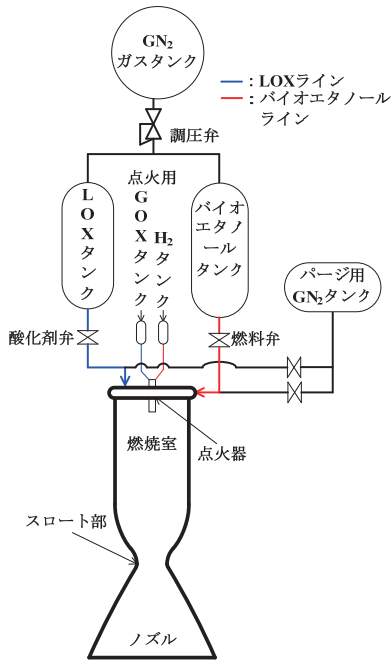 GN₂
ガスタンク
：LOXライン
：バイオエタノール
ライン
調圧弁
点火用
LOXタンク
GOXタンク
H₂タンク
バイオ
エタノ
ール
タンク
パージ用
GN₂タンク
酸化剤弁
燃料弁
燃焼室
点火器
スロート部
ノズル